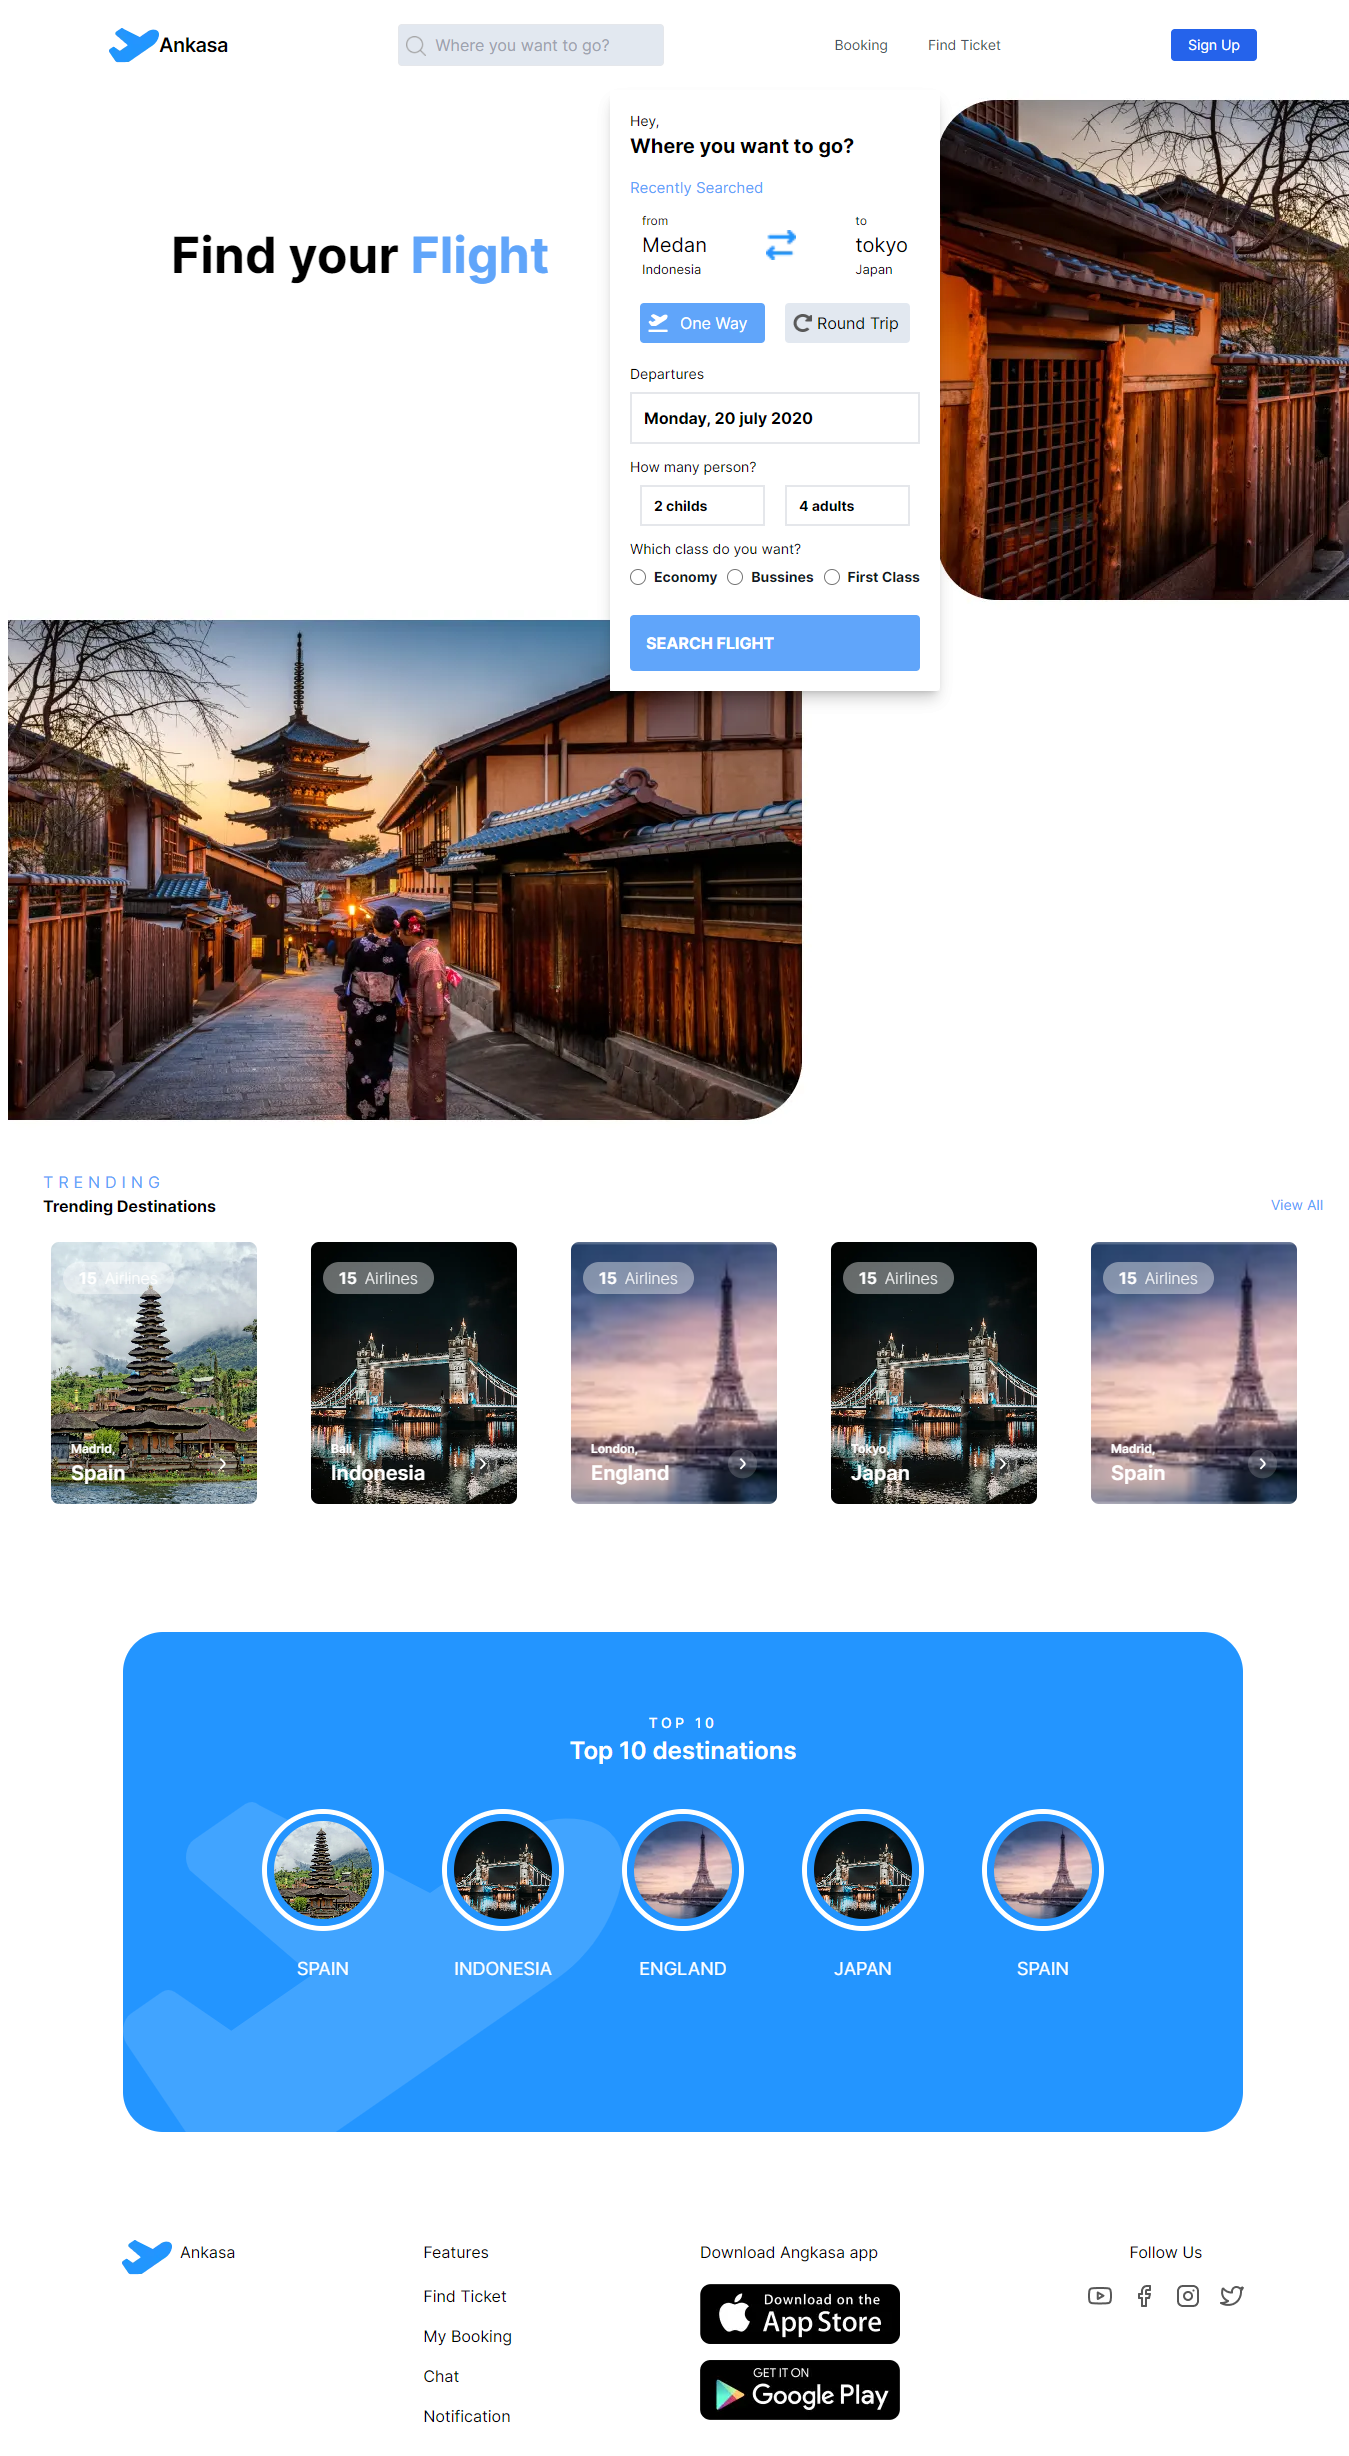 Ankasa
Where you want to go?
Booking
Find Ticket
Sign Up
Find your Flight
Hey,
Where you want to go?
Recently Searched
from
to
Medan
tokyo
Indonesia
Japan
One Way
Round Trip
Departures
Monday, 20 july 2020
How many person?
2 childs
4 adults
Which class do you want?
Economy
Bussines
First Class
SEARCH FLIGHT
TRENDING
Trending Destinations
View All
15 Airlines
Madrid,
Spain
15 Airlines
Bali,
Indonesia
15 Airlines
London,
England
15 Airlines
Tokyo,
Japan
15 Airlines
Madrid,
Spain
TOP 10
Top 10 destinations
SPAIN
INDONESIA
ENGLAND
JAPAN
SPAIN
Ankasa
Features
Find Ticket
My Booking
Chat
Notification
Download Angkasa app
Download on the
App Store
GET IT ON
Google Play
Follow Us